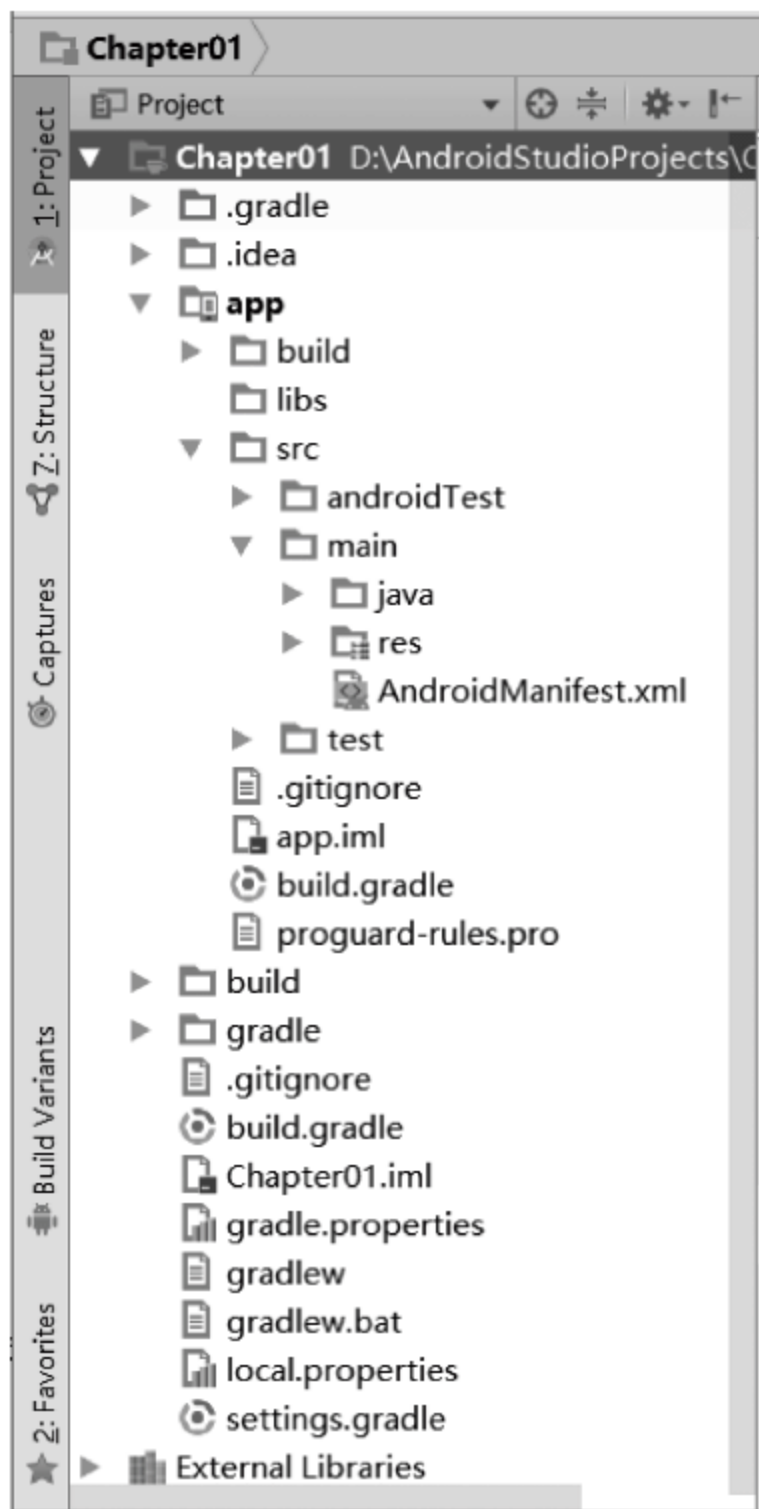 Chapter01
Project
Chapter01 D:\AndroidStudioProjects\C
.gradle
.idea
app
build
libs
src
androidTest
main
java
res
AndroidManifest.xml
test
.gitignore
app.iml
build.gradle
proguard-rules.pro
build
gradle
.gitignore
build.gradle
Chapter01.iml
gradle.properties
gradlew
gradlew.bat
local.properties
settings.gradle
External Libraries
1: Project
7: Structure
Captures
Build Variants
2: Favorites